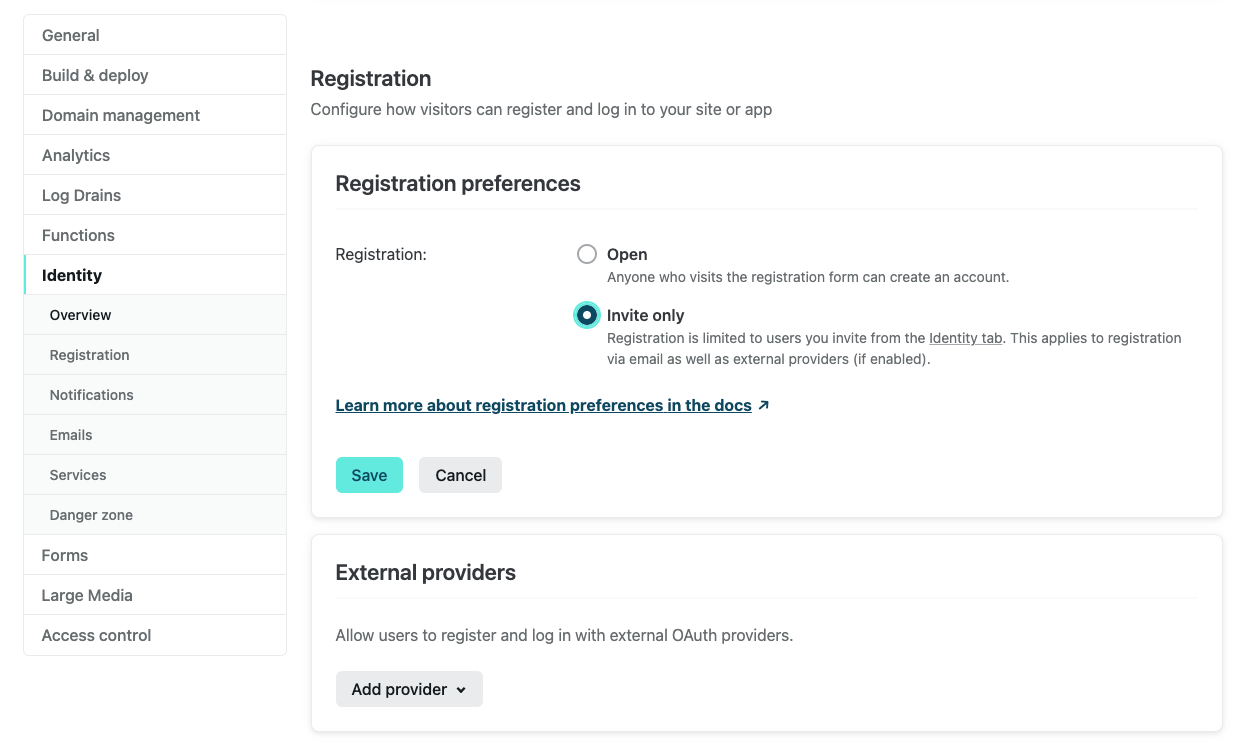 General
Build & deploy
Domain management
Analytics
Log Drains
Functions
Identity
Overview
Registration
Notifications
Emails
Services
Danger zone
Forms
Large Media
Access control
Registration
Configure how visitors can register and log in to your site or app
Registration preferences
Registration:
Open
Anyone who visits the registration form can create an account.
Invite only
Registration is limited to users you invite from the Identity tab. This applies to registration
via email as well as external providers (if enabled).
Learn more about registration preferences in the docs
Save
Cancel
External providers
Allow users to register and log in with external OAuth providers.
Add provider